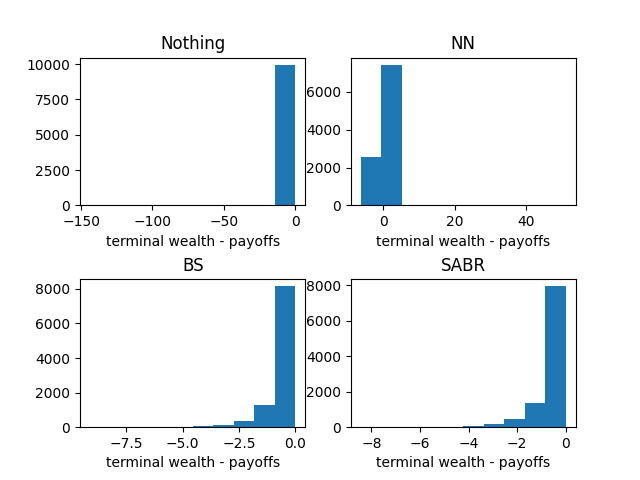 Nothing
NN
10000
7500
5000
2500
0
6000
4000
2000
0
−150 −100 −50 0
0 20 40
terminal wealth - payoffs
terminal wealth - payoffs
BS
SABR
8000
6000
4000
2000
0
8000
6000
4000
2000
0
−7.5 −5.0 −2.5 0.0
−8 −6 −4 −2 0
terminal wealth - payoffs
terminal wealth - payoffs